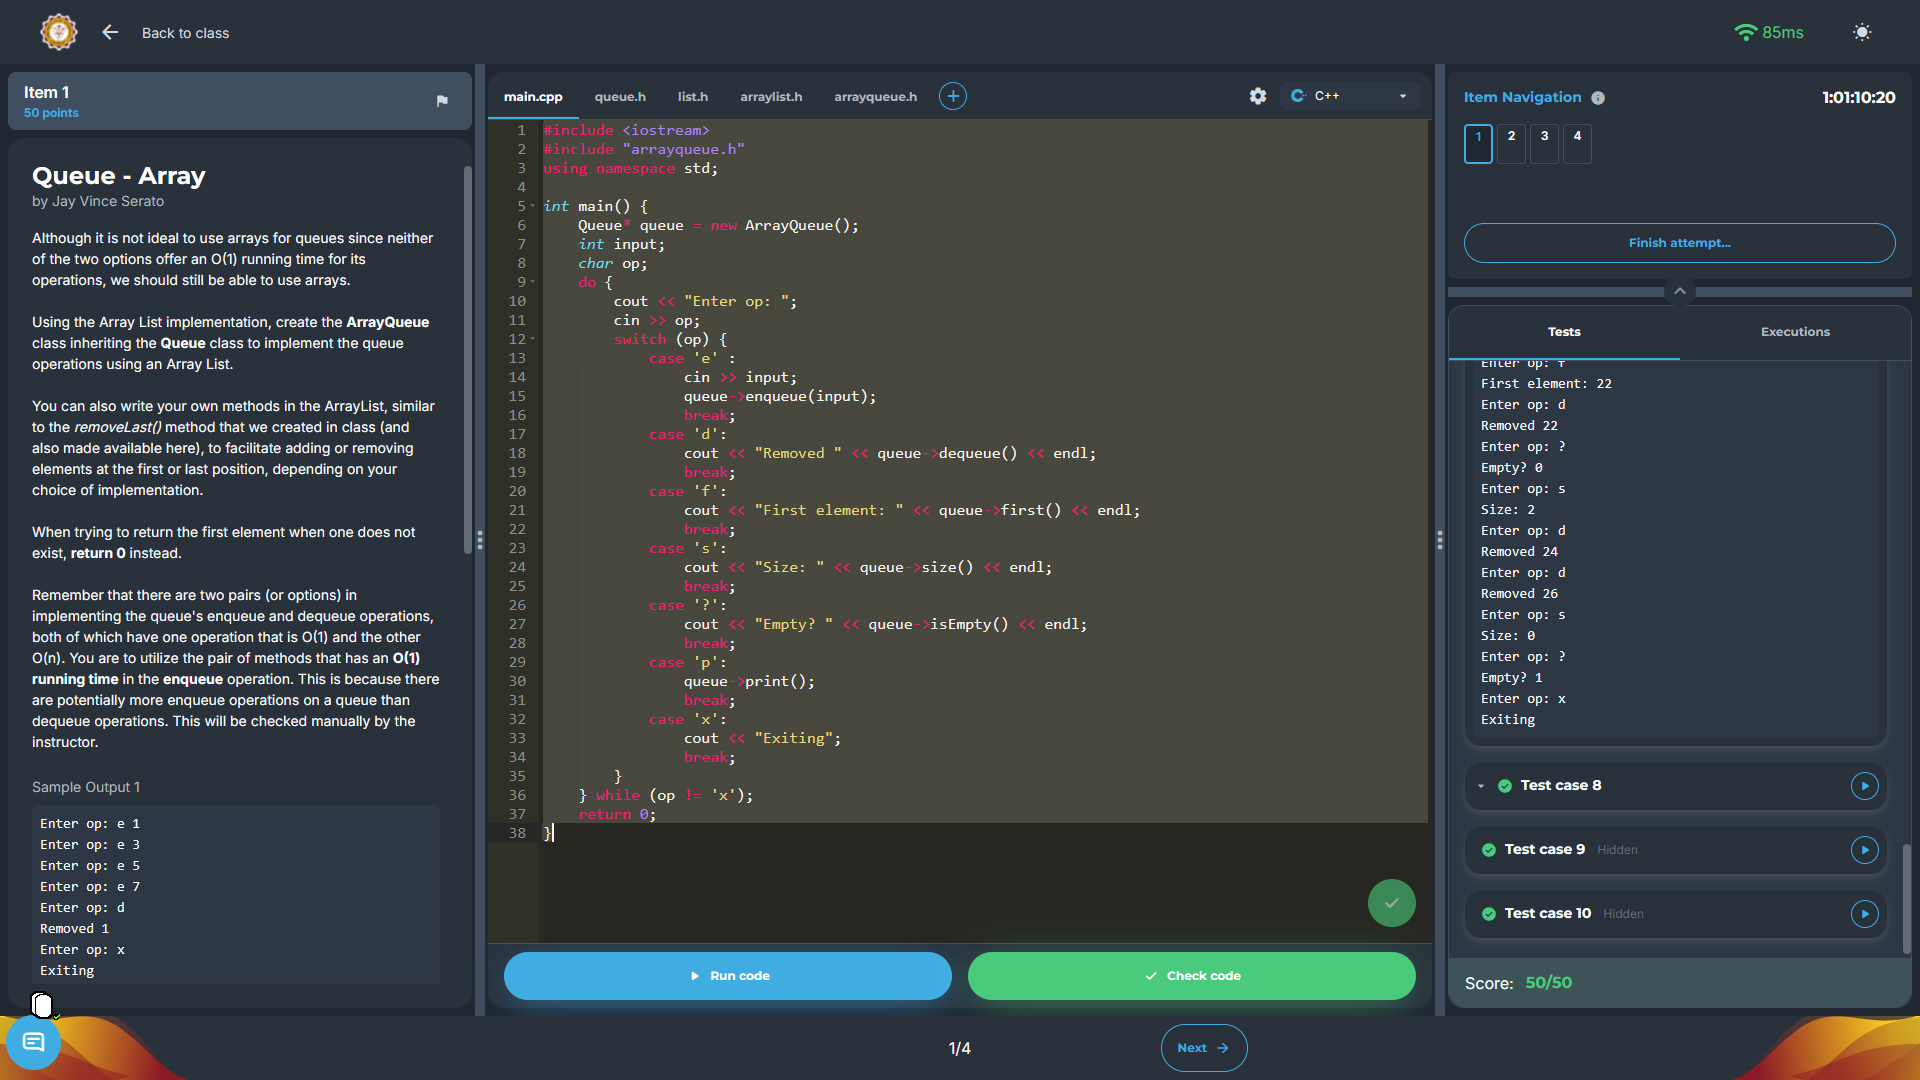 Back to class
85ms
Item 1
50 points
Queue - Array
by Jay Vince Serato
Although it is not ideal to use arrays for queues since neither
of the two options offer an O(1) running time for its
operations, we should still be able to use arrays.
Using the Array List implementation, create the ArrayQueue
class inheriting the Queue class to implement the queue
operations using an Array List.
You can also write your own methods in the ArrayList, similar
to the removeLast() method that we created in class (and
also made available here), to facilitate adding or removing
elements at the first or last position, depending on your
choice of implementation.
When trying to return the first element when one does not
exist, return 0 instead.
Remember that there are two pairs (or options) in
implementing the queue's enqueue and dequeue operations,
both of which have one operation that is O(1) and the other
O(n). You are to utilize the pair of methods that has an O(1)
running time in the enqueue operation. This is because there
are potentially more enqueue operations on a queue than
dequeue operations. This will be checked manually by the
instructor.
Sample Output 1
Enter op: e 1
Enter op: e 3
Enter op: e 5
Enter op: e 7
Enter op: d
Removed 1
Enter op: x
Exiting
main.cpp queue.h list.h arraylist.h arrayqueue.h
C++
1 #include <iostream>
2 #include "arrayqueue.h"
3 using namespace std;
4
5 int main() {
6 Queue* queue = new ArrayQueue();
7 int input;
8 char op;
9 do {
10 cout << "Enter op: ";
11 cin >> op;
12 switch (op) {
13 case 'e' :
14 cin >> input;
15 queue->enqueue(input);
16 break;
17 case 'd':
18 cout << "Removed " << queue->dequeue() << endl;
19 break;
20 case 'f':
21 cout << "First element: " << queue->first() << endl;
22 break;
23 case 's':
24 cout << "Size: " << queue->size() << endl;
25 break;
26 case '?':
27 cout << "Empty? " << queue->isEmpty() << endl;
28 break;
29 case 'p':
30 queue->print();
31 break;
32 case 'x':
33 cout << "Exiting";
34 break;
35 }
36 } while (op != 'x');
37 return 0;
38 }
Run code
Check code
Item Navigation
1:01:10:20
1 2 3 4
Finish attempt...
Tests
Executions
Enter op: f
First element: 22
Enter op: d
Removed 22
Enter op: ?
Empty? 0
Enter op: s
Size: 2
Enter op: d
Removed 24
Enter op: d
Removed 26
Enter op: s
Size: 0
Enter op: ?
Empty? 1
Enter op: x
Exiting
Test case 8
Test case 9 Hidden
Test case 10 Hidden
Score: 50/50
1/4
Next